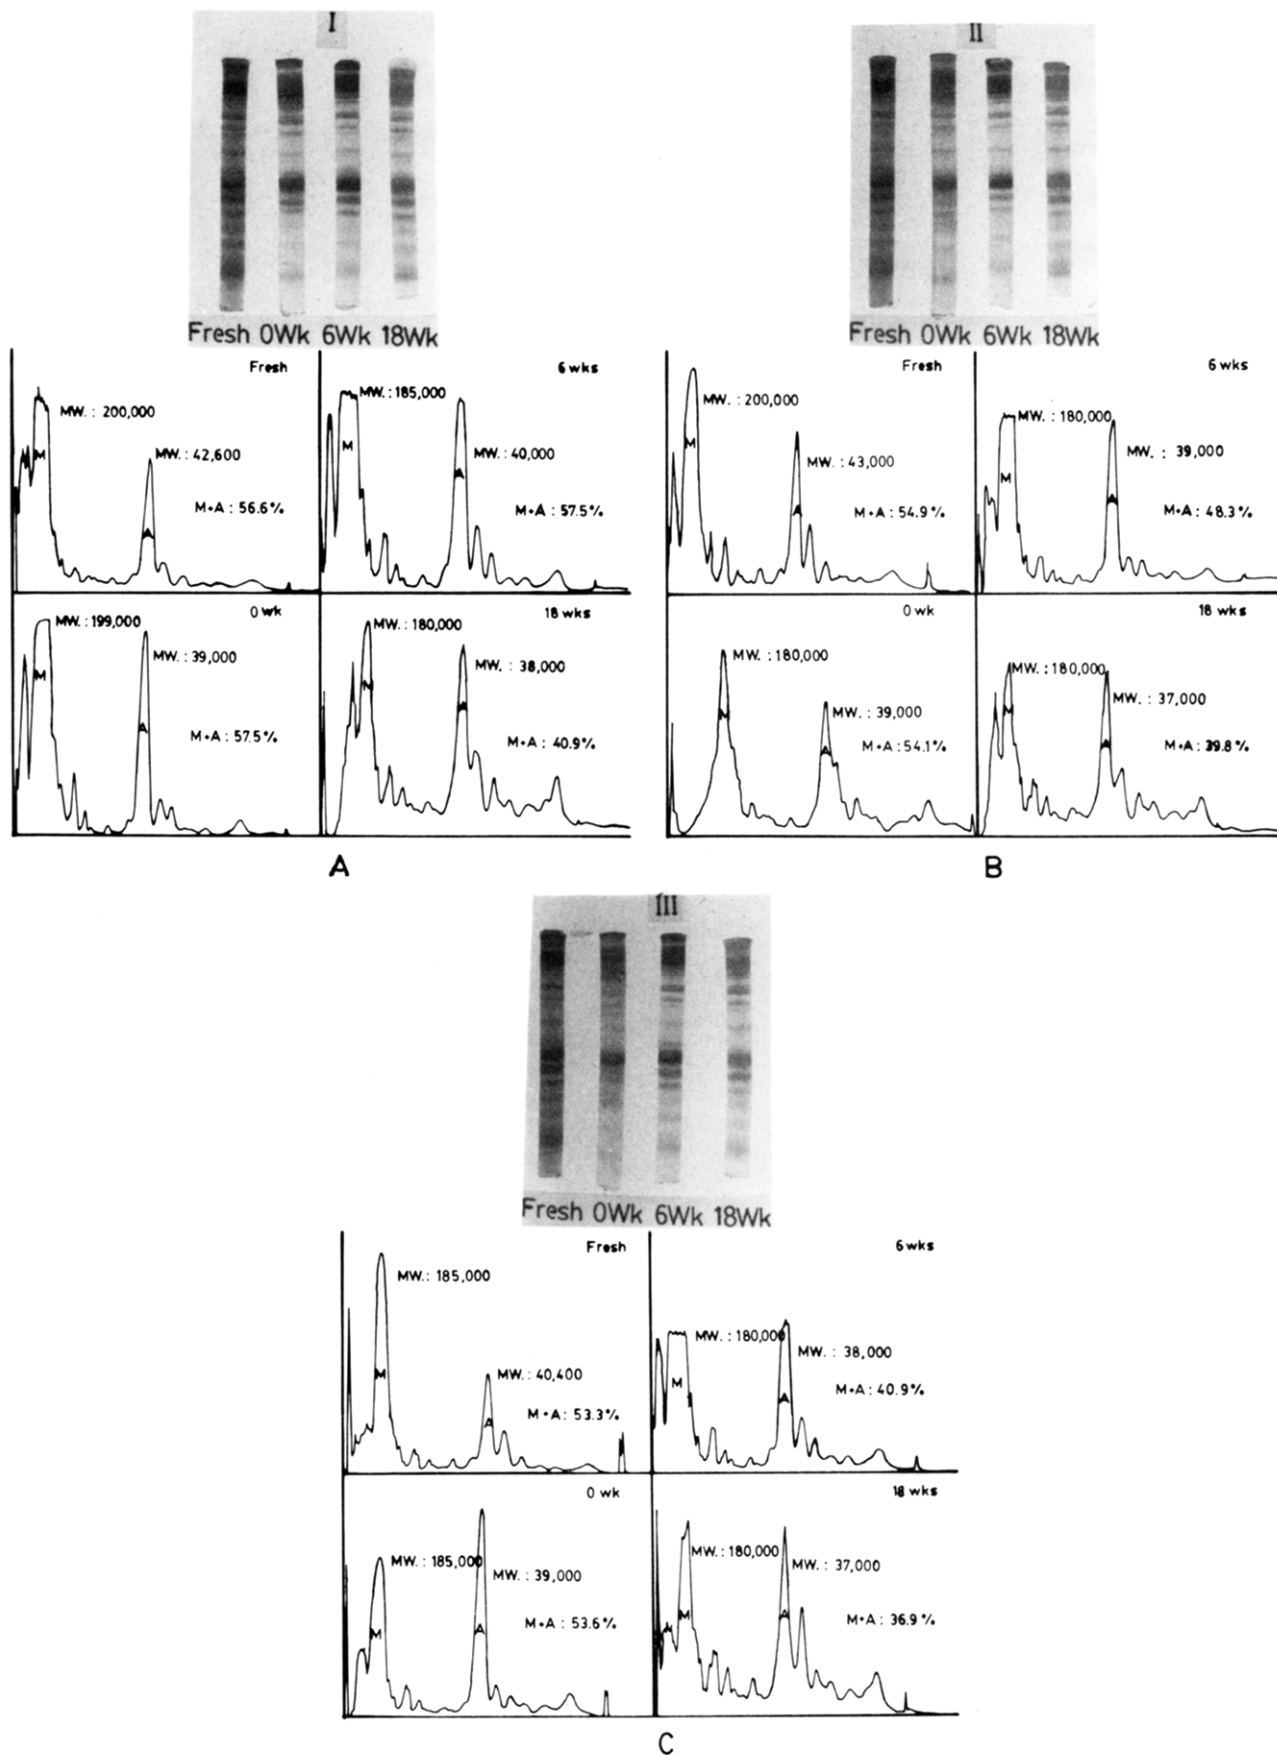 I
Fresh 0Wk 6Wk 18Wk
Fresh
MW. : 200,000
MW.: 42,600
M+A : 56.6%
M
A
6 wks
MW.: 185,000
MW. : 40,000
M+A : 57.5%
M
A
0 wk
MW.: 199,000
MW.: 39,000
M+A : 57.5%
M
A
18 wks
MW. : 180,000
MW. : 38,000
M+A : 40.9%
M
A
A
II
Fresh 0Wk 6Wk 18Wk
Fresh
MW. : 200,000
MW. : 43,000
M+A : 54.9%
M
A
6 wks
MW. : 180,000
MW. : 39,000
M+A : 48.3%
M
A
0 wk
MW. : 180,000
MW. : 39,000
M+A : 54.1%
M
A
18 wks
MW. : 180,000
MW. : 37,000
M+A : 39.8%
M
A
B
III
Fresh 0Wk 6Wk 18Wk
Fresh
MW.: 185,000
MW.: 40,400
M+A : 53.3%
M
A
6 wks
MW. : 180,000
MW. : 38,000
M+A : 40.9%
M
A
0 wk
MW. : 185,000
MW. : 39,000
M+A : 53.6%
M
A
18 wks
MW. : 180,000
MW. : 37,000
M+A : 36.9%
M
A
C